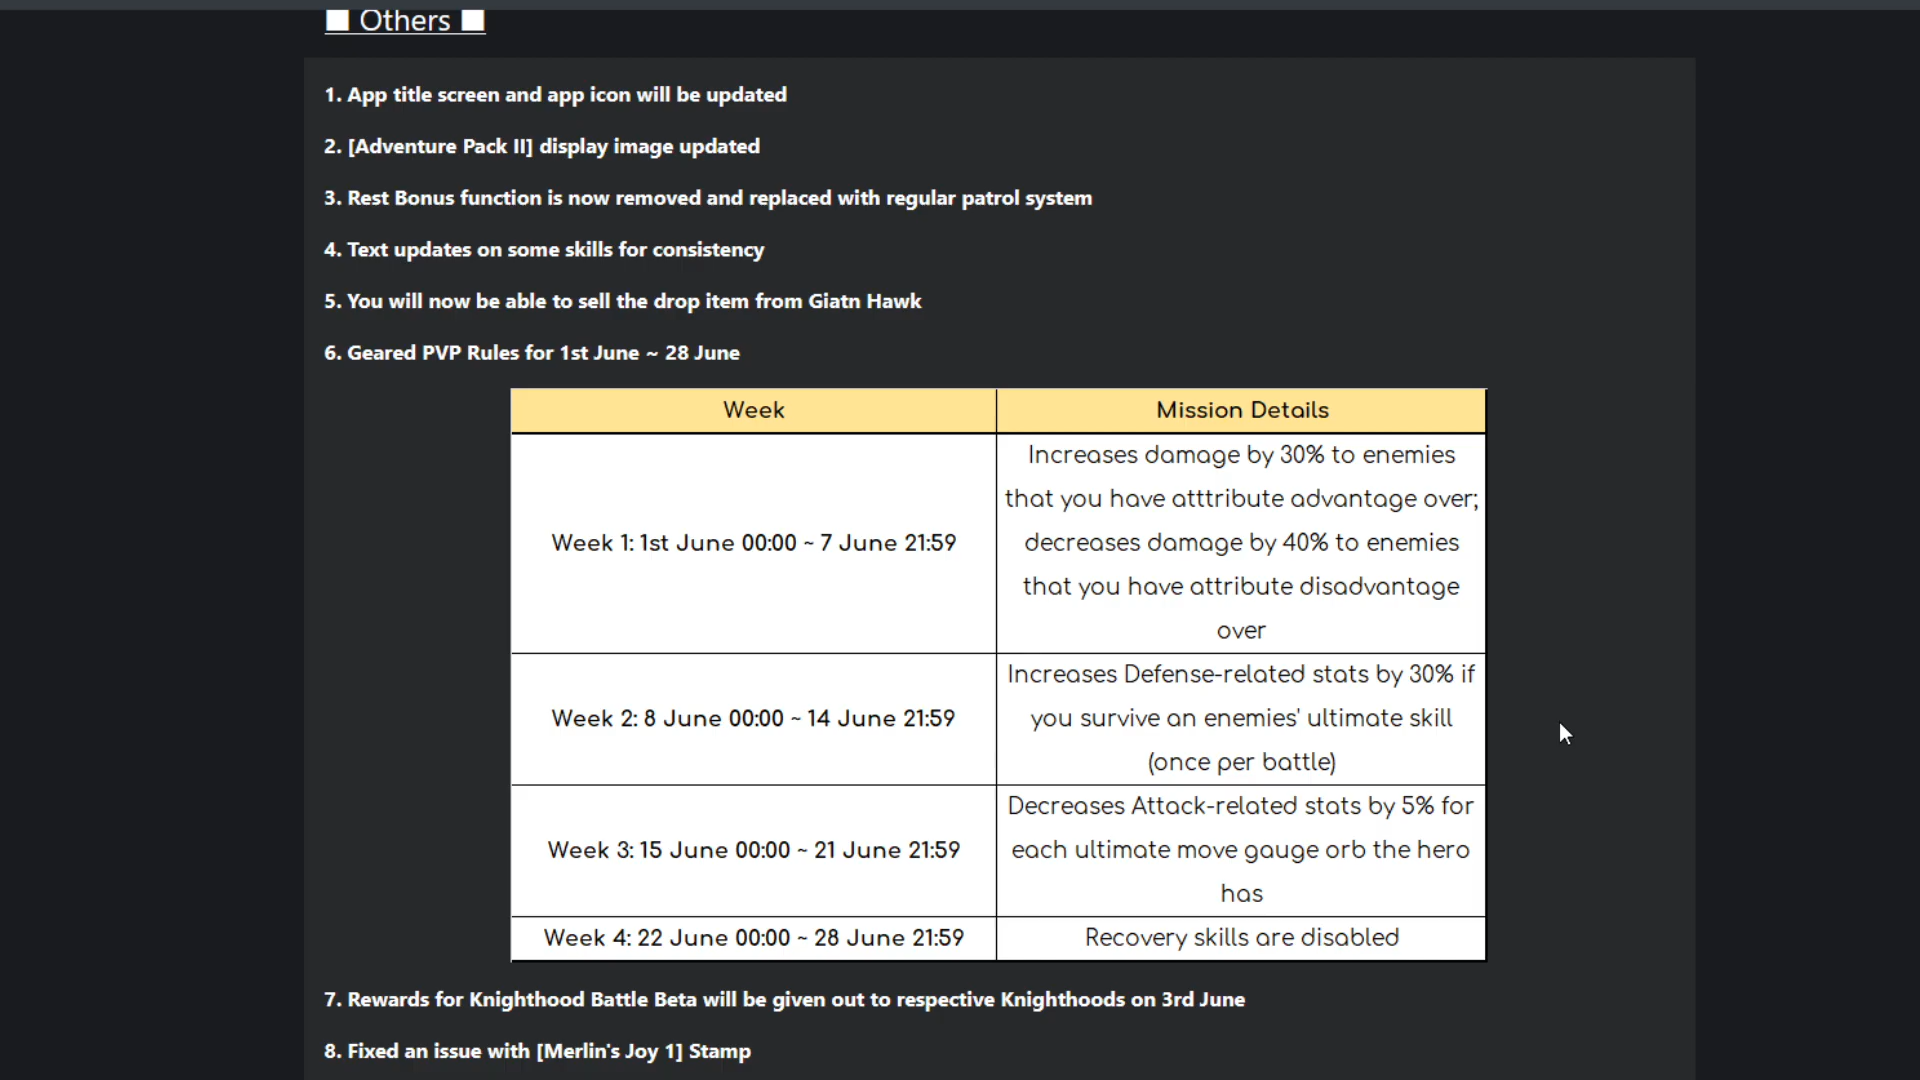 ■ Others ■
1. App title screen and app icon will be updated
2. [Adventure Pack II] display image updated
3. Rest Bonus function is now removed and replaced with regular patrol system
4. Text updates on some skills for consistency
5. You will now be able to sell the drop item from Giatn Hawk
6. Geared PVP Rules for 1st June ~ 28 June
Week
Mission Details
Week 1: 1st June 00:00 ~ 7 June 21:59
Increases damage by 30% to enemies
that you have atttribute advantage over;
decreases damage by 40% to enemies
that you have attribute disadvantage
over
Week 2: 8 June 00:00 ~ 14 June 21:59
Increases Defense-related stats by 30% if
you survive an enemies' ultimate skill
(once per battle)
Week 3: 15 June 00:00 ~ 21 June 21:59
Decreases Attack-related stats by 5% for
each ultimate move gauge orb the hero
has
Week 4: 22 June 00:00 ~ 28 June 21:59
Recovery skills are disabled
7. Rewards for Knighthood Battle Beta will be given out to respective Knighthoods on 3rd June
8. Fixed an issue with [Merlin's Joy 1] Stamp